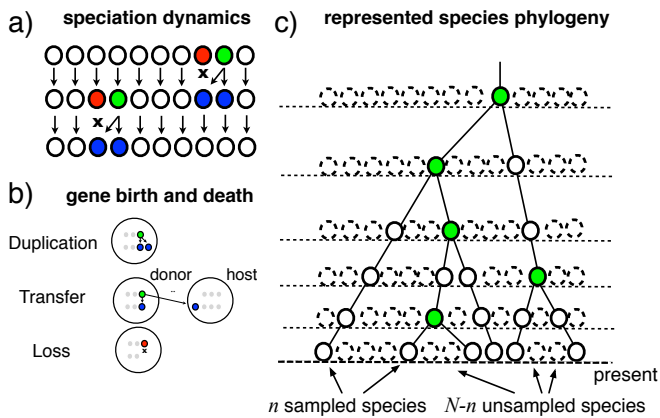 a)
speciation dynamics
x
x
b)
gene birth and death
Duplication
Transfer
donor
host
..
Loss
x
c)
represented species phylogeny
present
n sampled species
N-n unsampled species